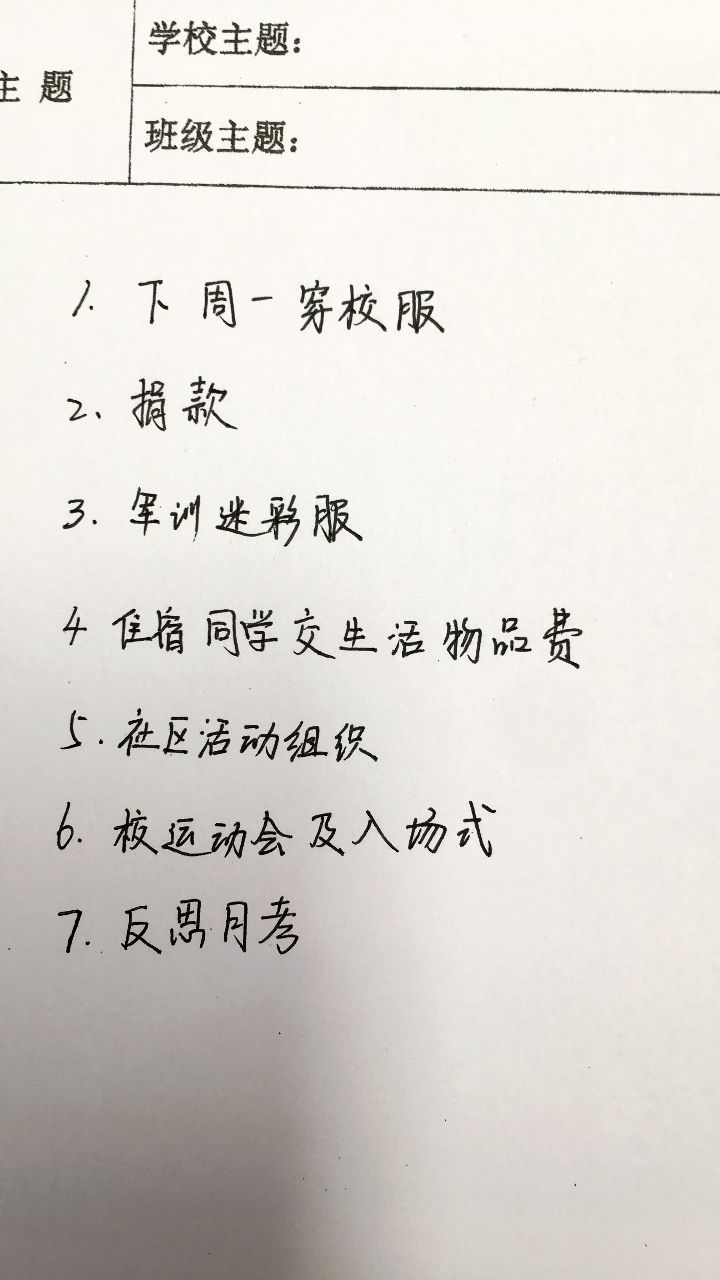 学校主题：
主 题
班级主题：
1. 下周一穿校服
2、捐款
3. 军训迷彩服
4 住宿同学交生活物品费
5. 社区活动组织
6. 校运动会及入场式
7. 反思月考